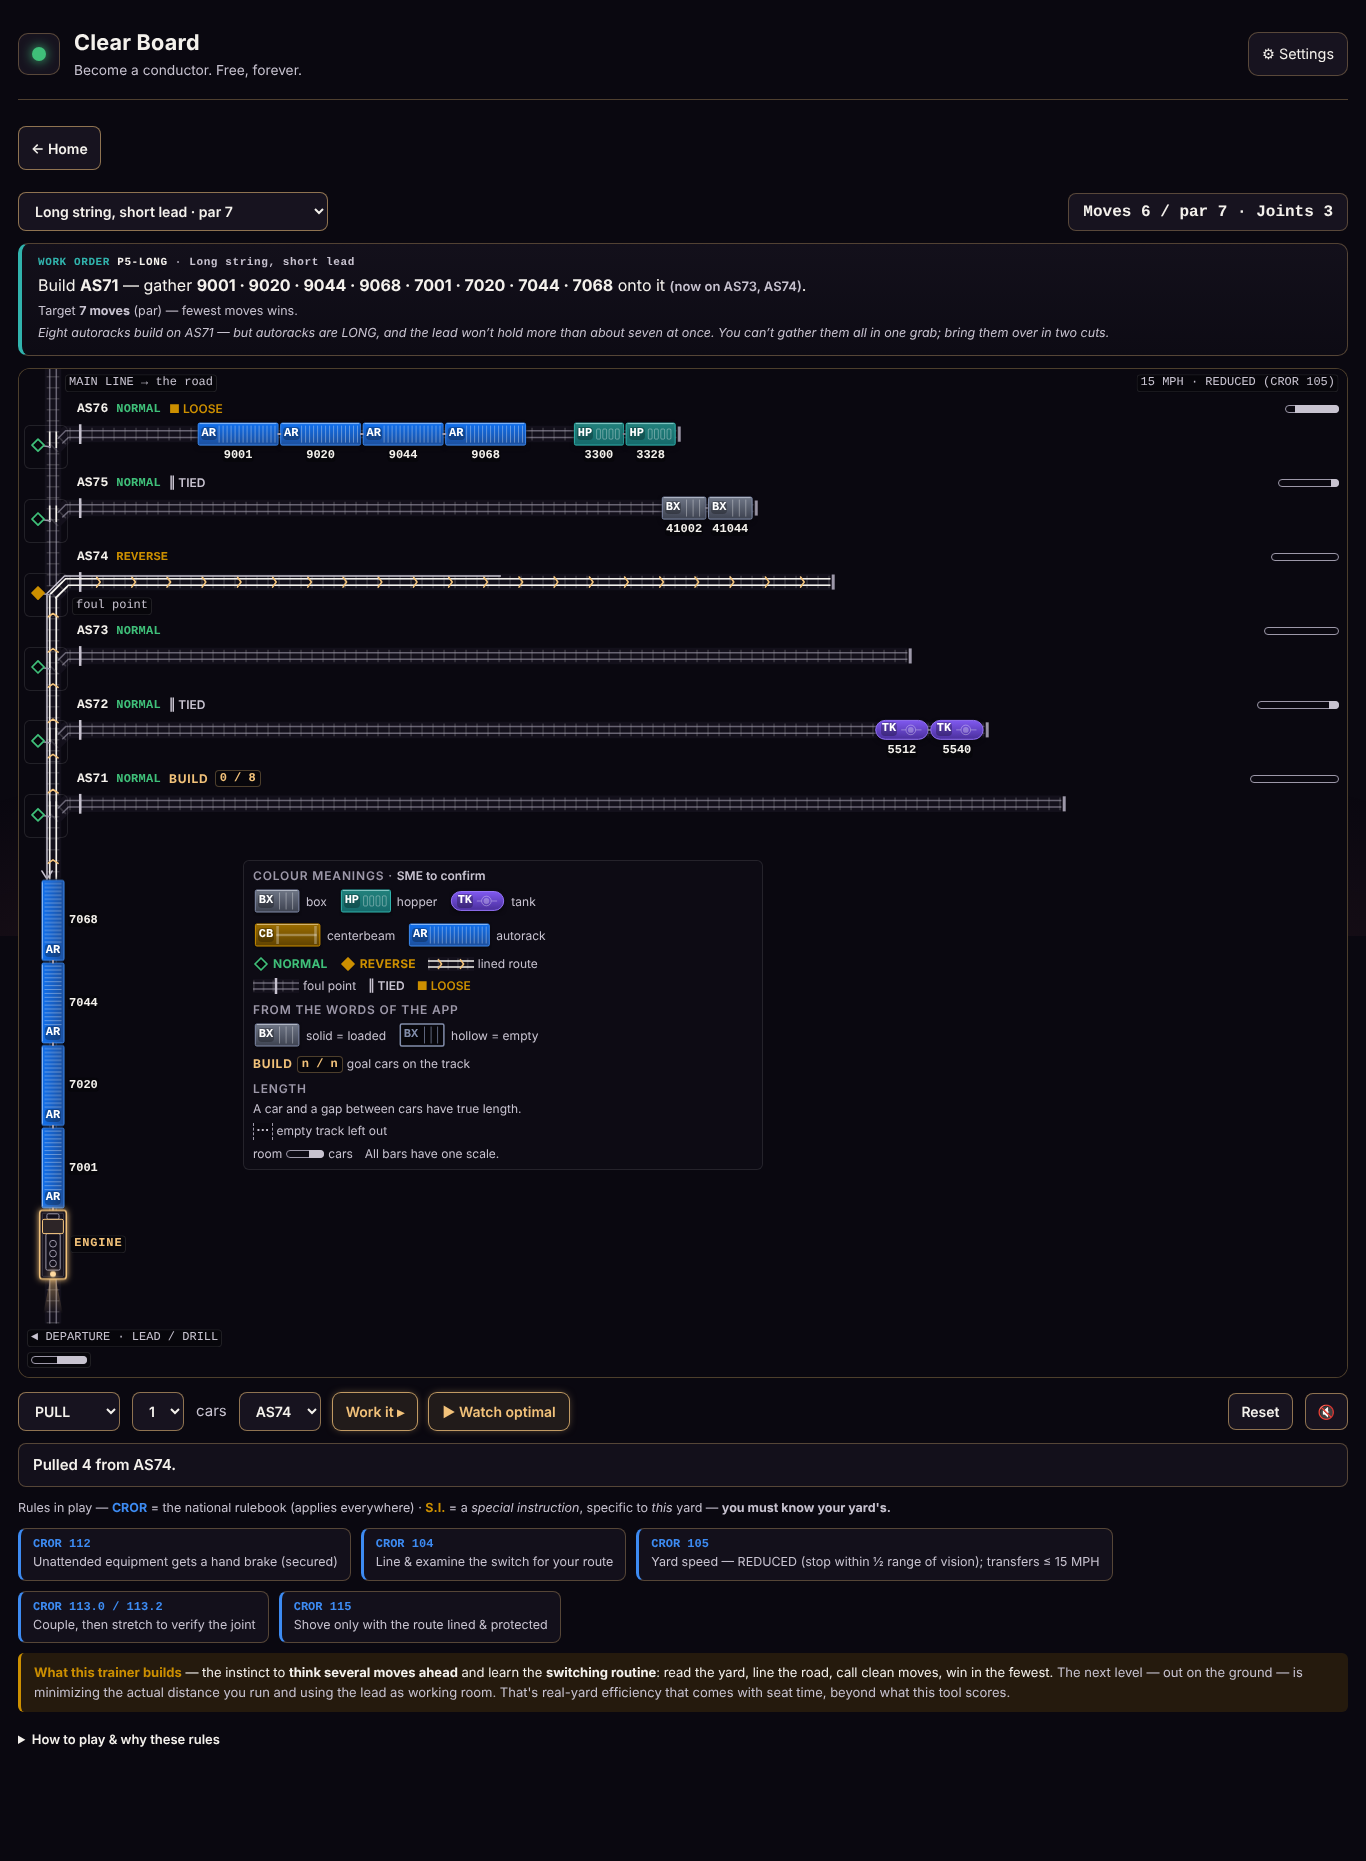 Clear Board
Become a conductor. Free, forever.
⚙ Settings
← Home
Long string, short lead · par 7
Moves 6 / par 7 · Joints 3
WORK ORDER P5-LONG · Long string, short lead
Build AS71 — gather 9001 · 9020 · 9044 · 9068 · 7001 · 7020 · 7044 · 7068 onto it (now on AS73, AS74).
Target 7 moves (par) — fewest moves wins.
Eight autoracks build on AS71 — but autoracks are LONG, and the lead won't hold more than about seven at once. You can't gather them all in one grab; bring them over in two cuts.
MAIN LINE → the road
15 MPH · REDUCED (CROR 105)
AS76 NORMAL ■ LOOSE
AR AR AR AR HP HP
9001 9020 9044 9068 3300 3328
AS75 NORMAL ‖ TIED
BX BX
41002 41044
AS74 REVERSE
foul point
AS73 NORMAL
AS72 NORMAL ‖ TIED
TK TK
5512 5540
AS71 NORMAL BUILD 0 / 8
7068
AR
7044
AR
7020
AR
7001
AR
ENGINE
COLOUR MEANINGS · SME to confirm
BX box HP hopper TK tank
CB centerbeam AR autorack
NORMAL REVERSE lined route
foul point ‖ TIED ■ LOOSE
FROM THE WORDS OF THE APP
BX solid = loaded BX hollow = empty
BUILD n / n goal cars on the track
LENGTH
A car and a gap between cars have true length.
··· empty track left out
room cars All bars have one scale.
◄ DEPARTURE · LEAD / DRILL
PULL 1 cars AS74 Work it ▸ ▶ Watch optimal Reset
Pulled 4 from AS74.
Rules in play — CROR = the national rulebook (applies everywhere) · S.I. = a special instruction, specific to this yard — you must know your yard's.
CROR 112
Unattended equipment gets a hand brake (secured)
CROR 104
Line & examine the switch for your route
CROR 105
Yard speed — REDUCED (stop within ½ range of vision); transfers ≤ 15 MPH
CROR 113.0 / 113.2
Couple, then stretch to verify the joint
CROR 115
Shove only with the route lined & protected
What this trainer builds — the instinct to think several moves ahead and learn the switching routine: read the yard, line the road, call clean moves, win in the fewest. The next level — out on the ground — is
minimizing the actual distance you run and using the lead as working room. That's real-yard efficiency that comes with seat time, beyond what this tool scores.
▶ How to play & why these rules